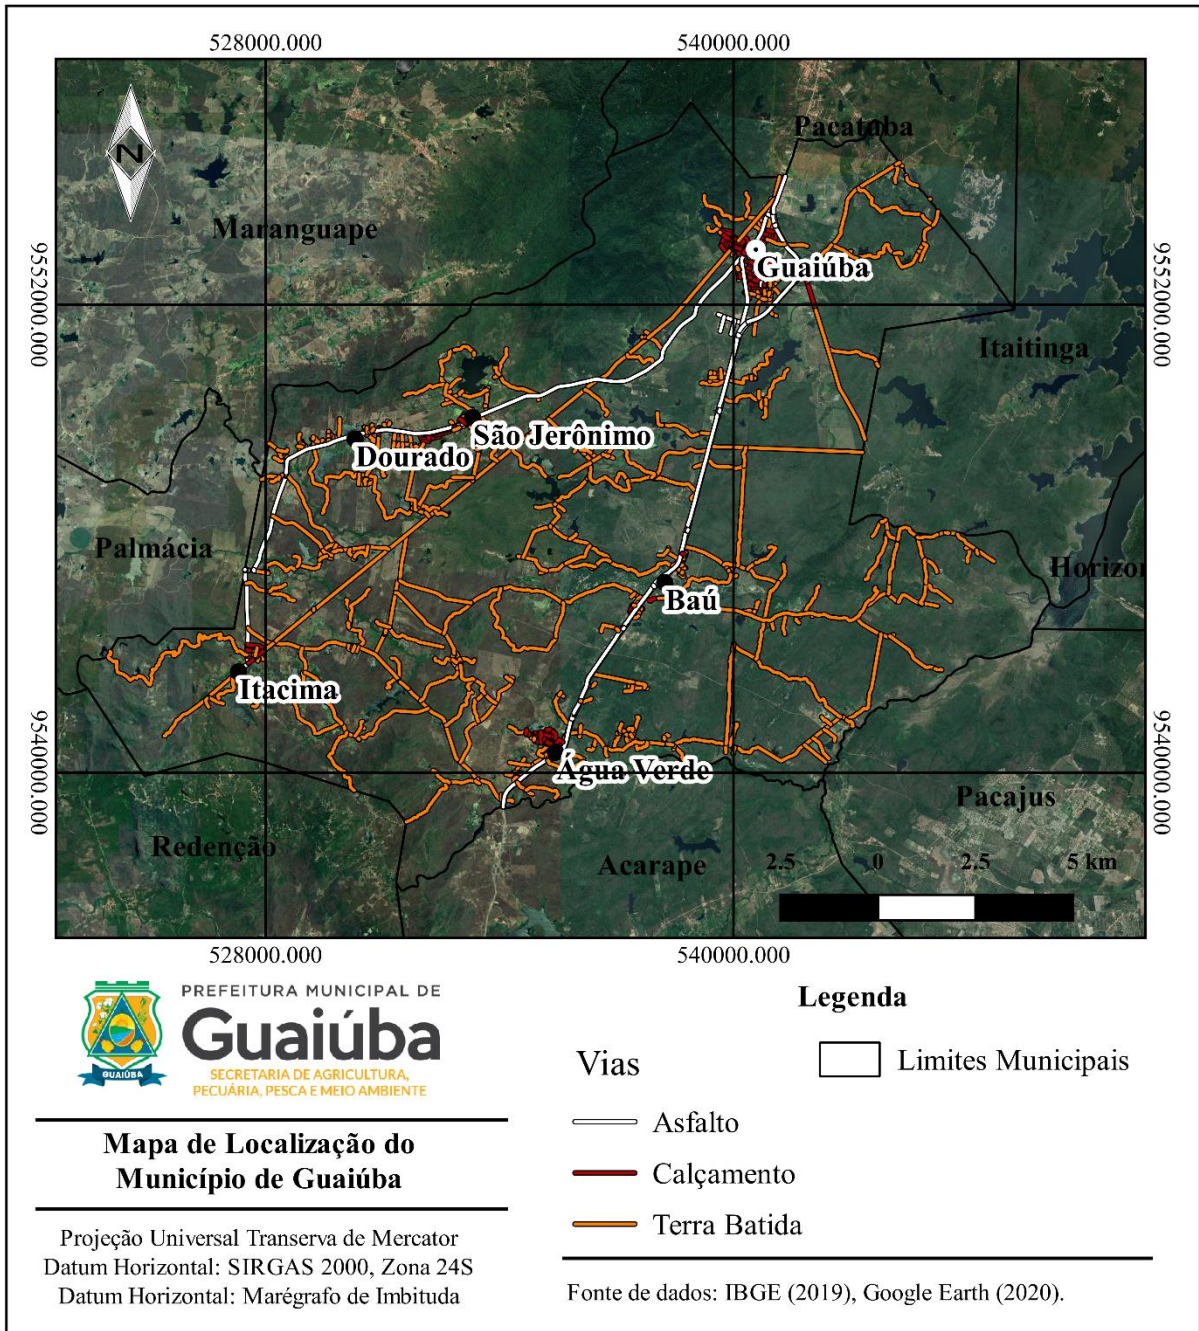 528000.000
540000.000
N
Pacatuba
Maranguape
Guaiúba
9552000.000
9552000.000
Itaitinga
São Jerônimo
Dourado
Palmácia
Horizon
Baú
Itacima
Água Verde
9540000.000
9540000.000
Pacajus
Redenção
Acarape
2.5 0 2.5 5 km
528000.000
540000.000
PREFEITURA MUNICIPAL DE
Guaiúba
SECRETARIA DE AGRICULTURA,
PECUÁRIA, PESCA E MEIO AMBIENTE
GUAIÚBA
Mapa de Localização do
Município de Guaiúba
Projeção Universal Transerva de Mercator
Datum Horizontal: SIRGAS 2000, Zona 24S
Datum Horizontal: Marégrafo de Imbituda
Legenda
Vias
Limites Municipais
Asfalto
Calçamento
Terra Batida
Fonte de dados: IBGE (2019), Google Earth (2020).